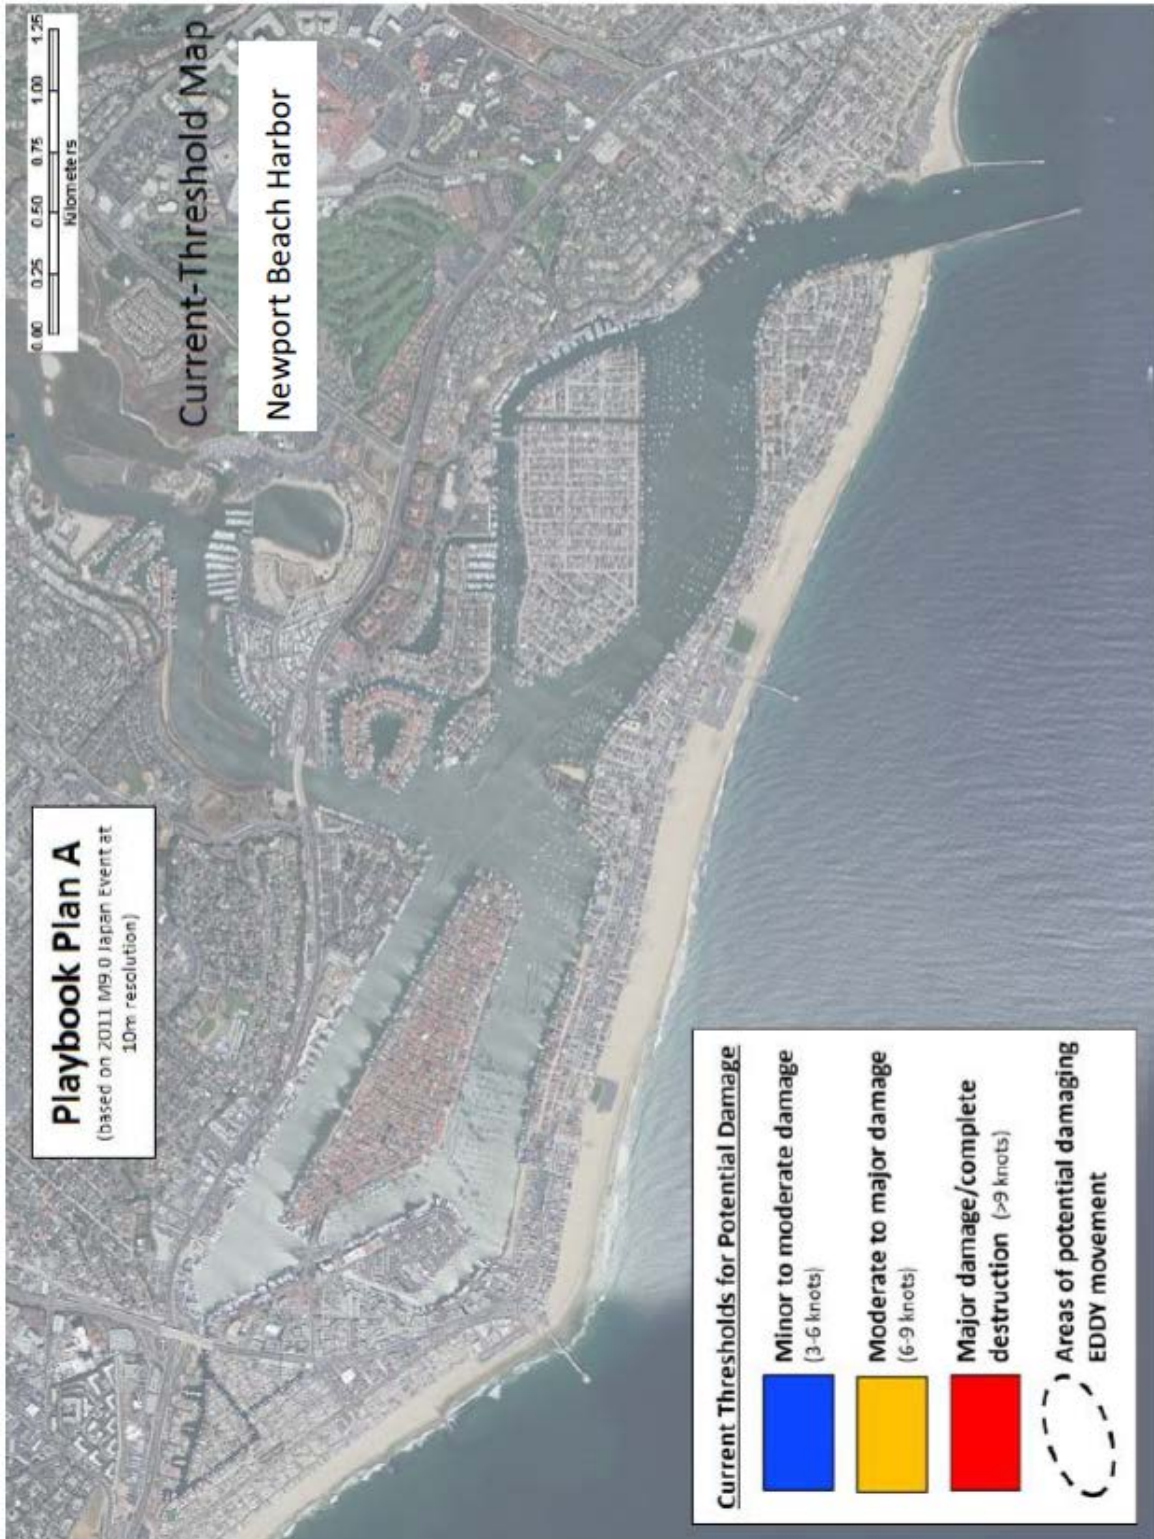 Playbook Plan A
(based on 2011 M9.0 Japan Event at
10m resolution)
0.00 0.25 0.50 0.75 1.00 1.25
Kilometers
Current-Threshold Map
Newport Beach Harbor
Current Thresholds for Potential Damage
Minor to moderate damage
(3-6 knots)
Moderate to major damage
(6-9 knots)
Major damage/complete
destruction (>9 knots)
Areas of potential damaging
EDDY movement